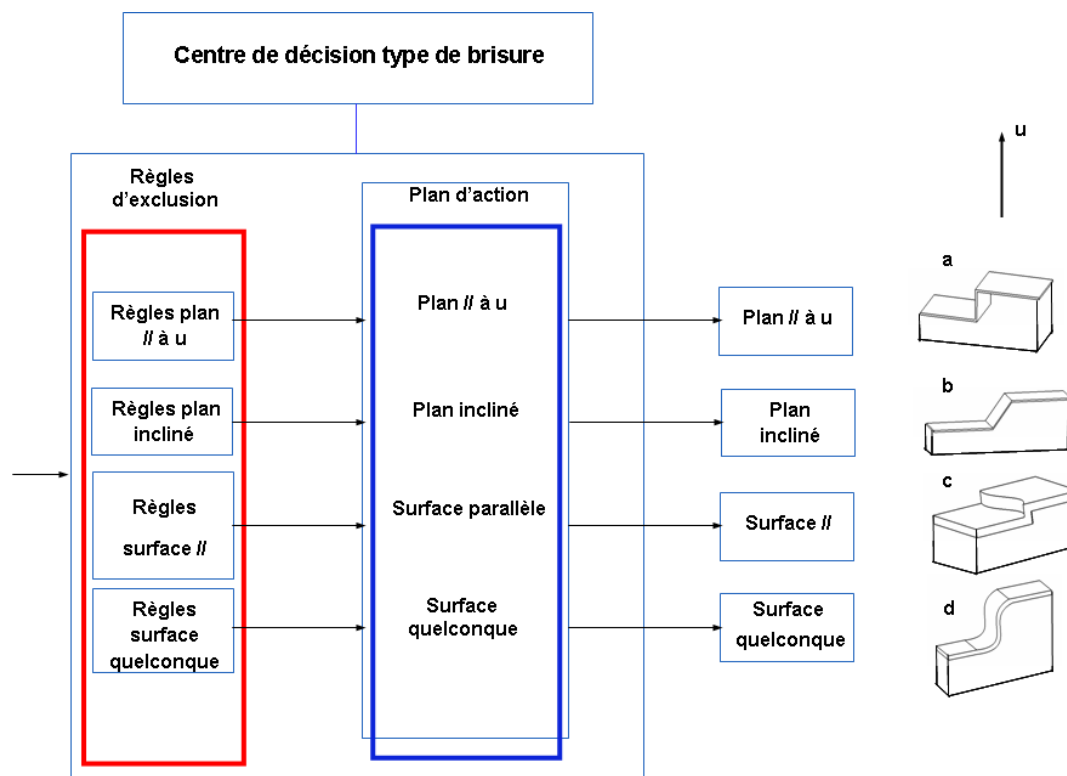 Centre de décision type de brisure
u
Règles
d'exclusion
Plan d'action
a
Règles plan
// à u
Plan // à u
Plan // à u
b
Règles plan
incliné
Plan incliné
Plan
incliné
c
Règles
surface //
Surface parallèle
Surface //
d
Règles
surface
quelconque
Surface
quelconque
Surface
quelconque